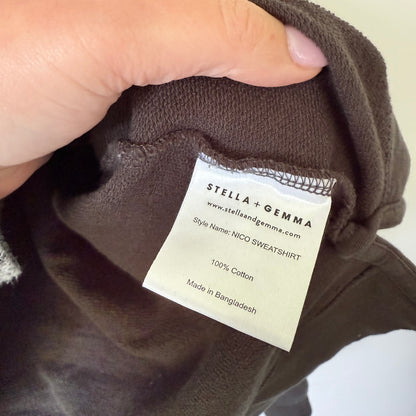 STELLA + GEMMA
www.stellaandgemma.com
Style Name: NICO SWEATSHIRT
100% Cotton
Made in Bangladesh